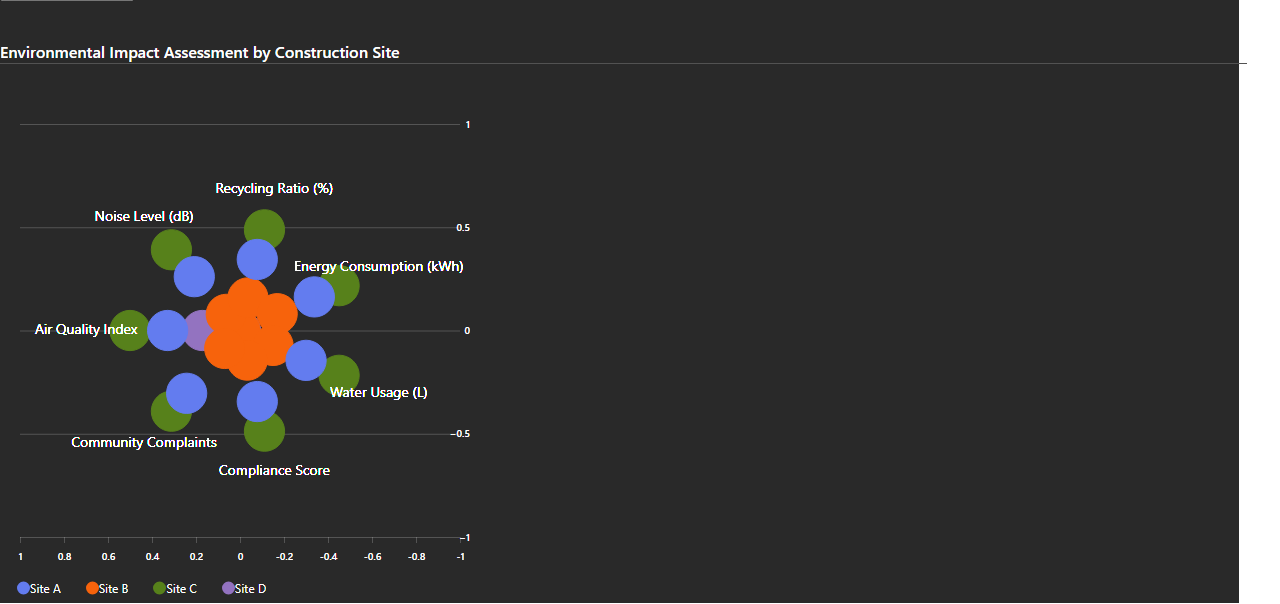 Environmental Impact Assessment by Construction Site
1
Recycling Ratio (%)
Noise Level (dB)
0.5
Energy Consumption (kWh)
Air Quality Index
0
Water Usage (L)
-0.5
Community Complaints
Compliance Score
-1
1 0.8 0.6 0.4 0.2 0 -0.2 -0.4 -0.6 -0.8 -1
Site A Site B Site C Site D